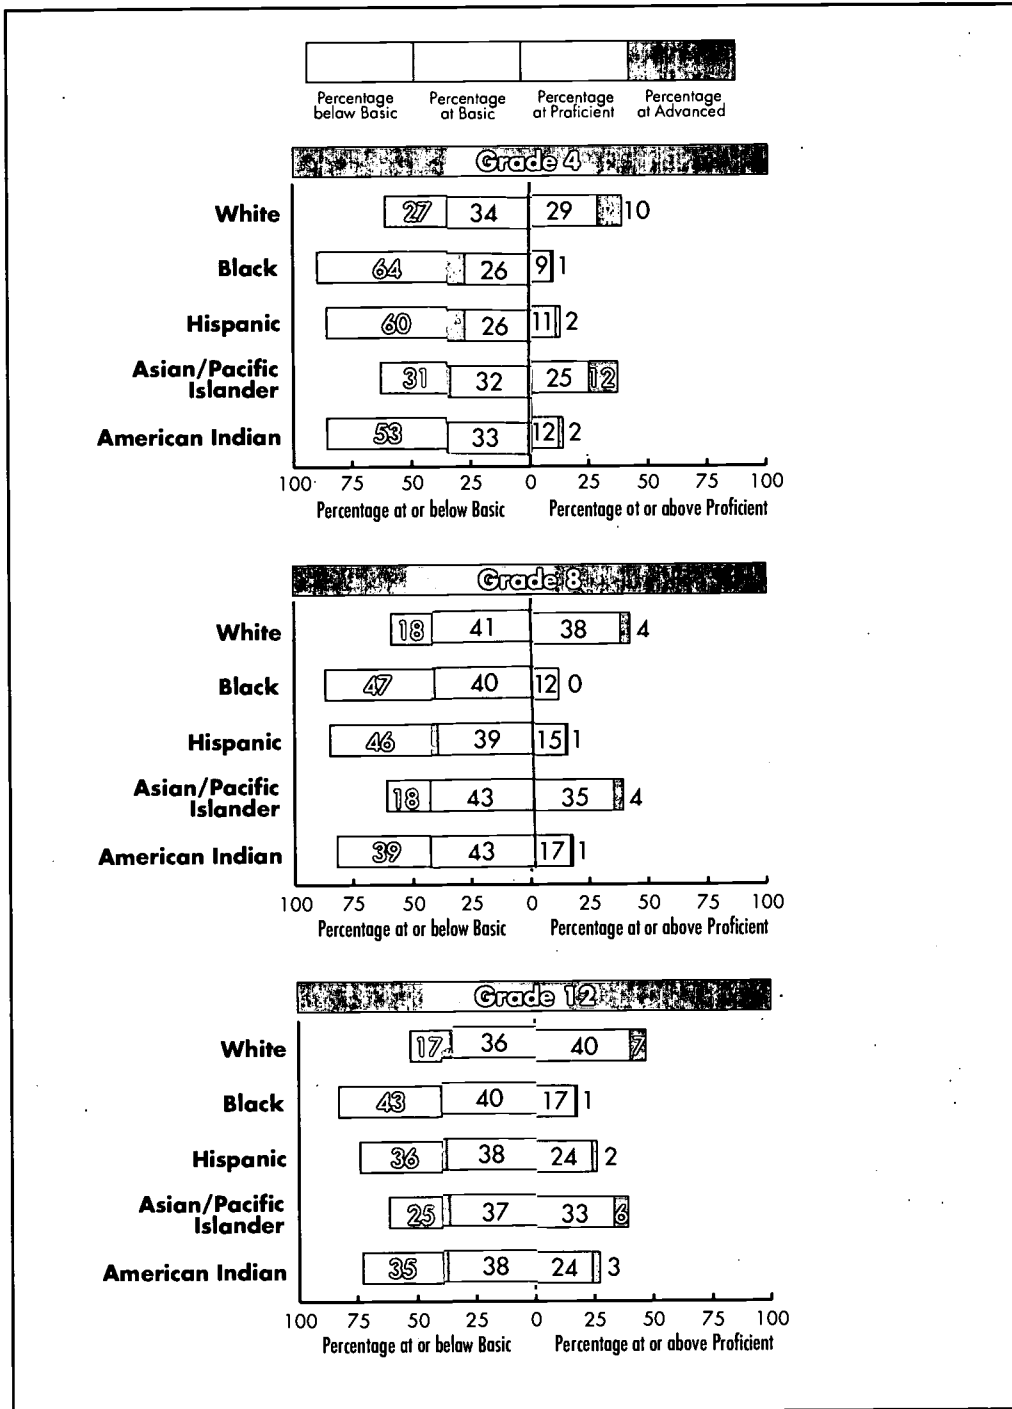 Percentage below Basic
Percentage at Basic
Percentage at Proficient
Percentage at Advanced
Grade 4
White 27 34 29 10
Black 64 26 9 1
Hispanic 60 26 11 2
Asian/Pacific
Islander 31 32 25 12
American Indian 53 33 12 2
100 75 50 25 0 25 50 75 100
Percentage at or below Basic Percentage ot or above Proficient
Grade 8
White 18 41 38 4
Black 47 40 12 0
Hispanic 46 39 15 1
Asian/Pacific
Islander 18 43 35 4
American Indian 39 43 17 1
100 75 50 25 0 25 50 75 100
Percentage at or below Basic Percentage at or above Proficient
Grade 12
White 17 36 40 7
Black 43 40 17 1
Hispanic 36 38 24 2
Asian/Pacific
Islander 25 37 33 6
American Indian 35 38 24 3
100 75 50 25 0 25 50 75 100
Percentage at or below Basic Percentage at or above Proficient